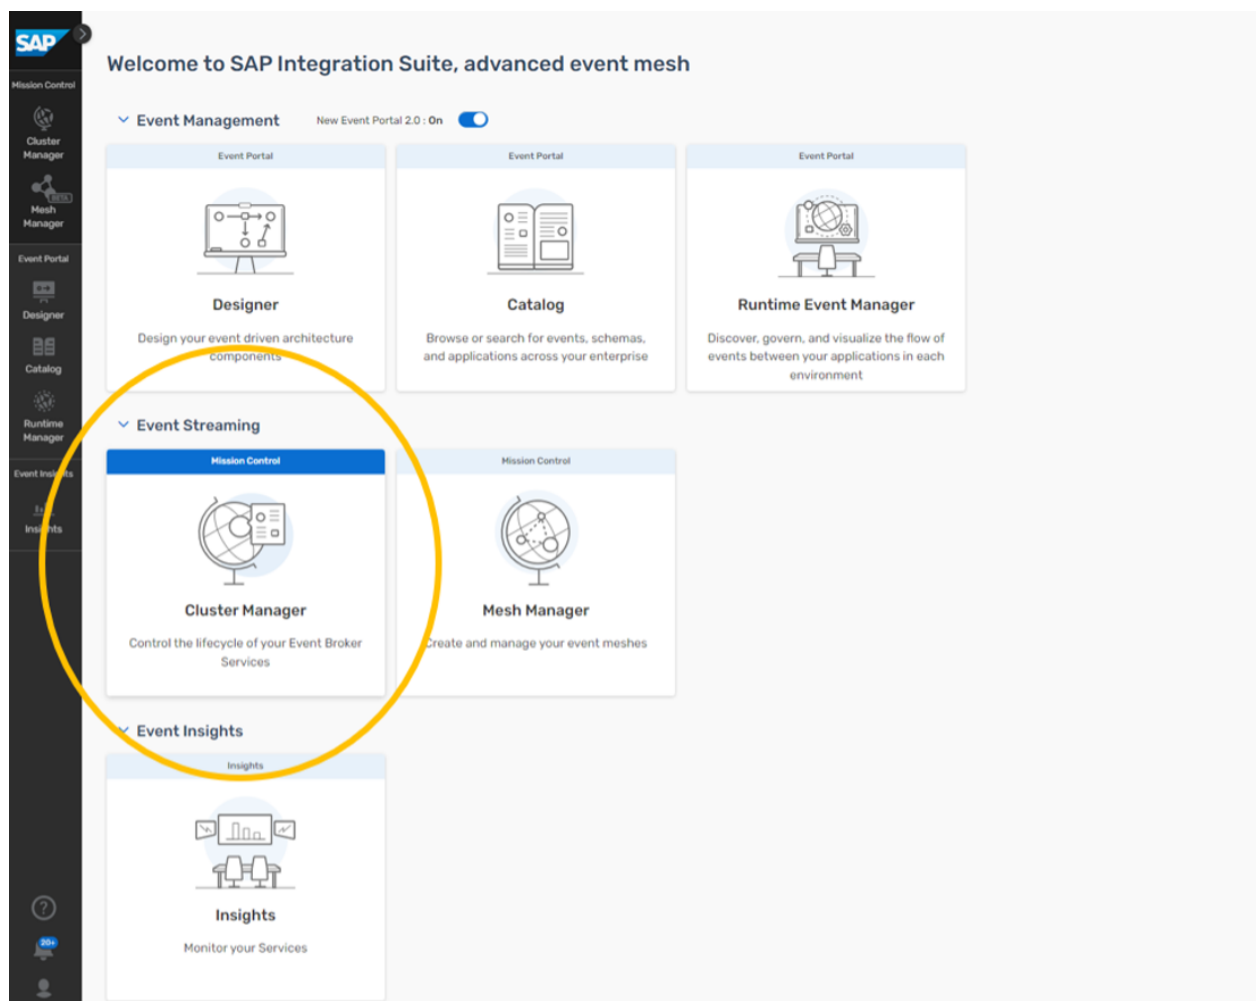 SAP
Mission Control
Cluster
Manager
BETA
Mesh
Manager
Event Portal
Designer
Catalog
Runtime
Manager
Event Insights
Insights
?
20+
Welcome to SAP Integration Suite, advanced event mesh
Event Management
New Event Portal 2.0 : On
Event Portal
Designer
Design your event driven architecture
components
Event Portal
Catalog
Browse or search for events, schemas,
and applications across your enterprise
Event Portal
Runtime Event Manager
Discover, govern, and visualize the flow of
events between your applications in each
environment
Event Streaming
Mission Control
Cluster Manager
Control the lifecycle of your Event Broker
Services
Mission Control
Mesh Manager
Create and manage your event meshes
Event Insights
Insights
Insights
Monitor your Services